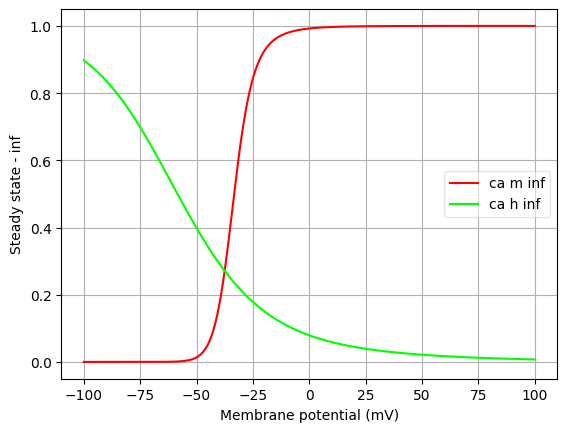 1.0
0.8
0.6
0.4
0.2
0.0
Steady state - inf
ca m inf
ca h inf
−100 −75 −50 −25 0 25 50 75 100
Membrane potential (mV)